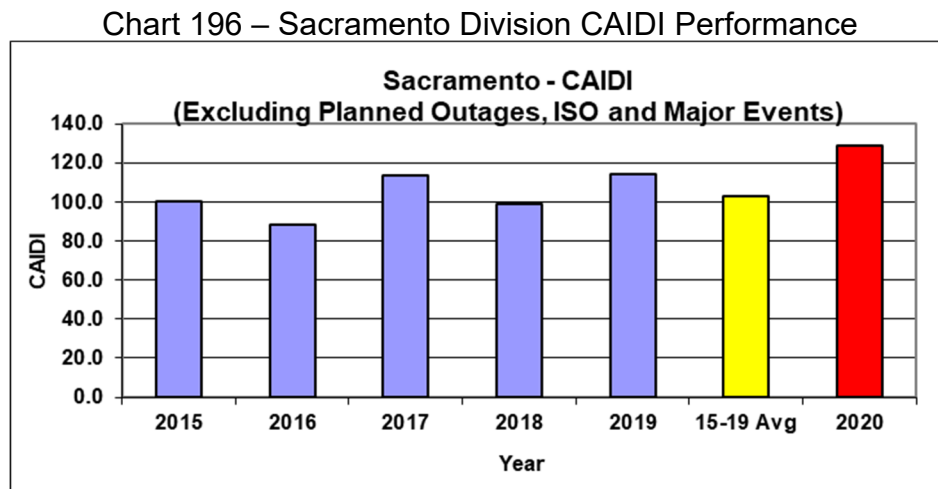 Chart 196 – Sacramento Division CAIDI Performance
Sacramento - CAIDI
(Excluding Planned Outages, ISO and Major Events)
140.0
120.0
100.0
80.0
60.0
40.0
20.0
0.0
CAIDI
2015 2016 2017 2018 2019 15-19 Avg 2020
Year